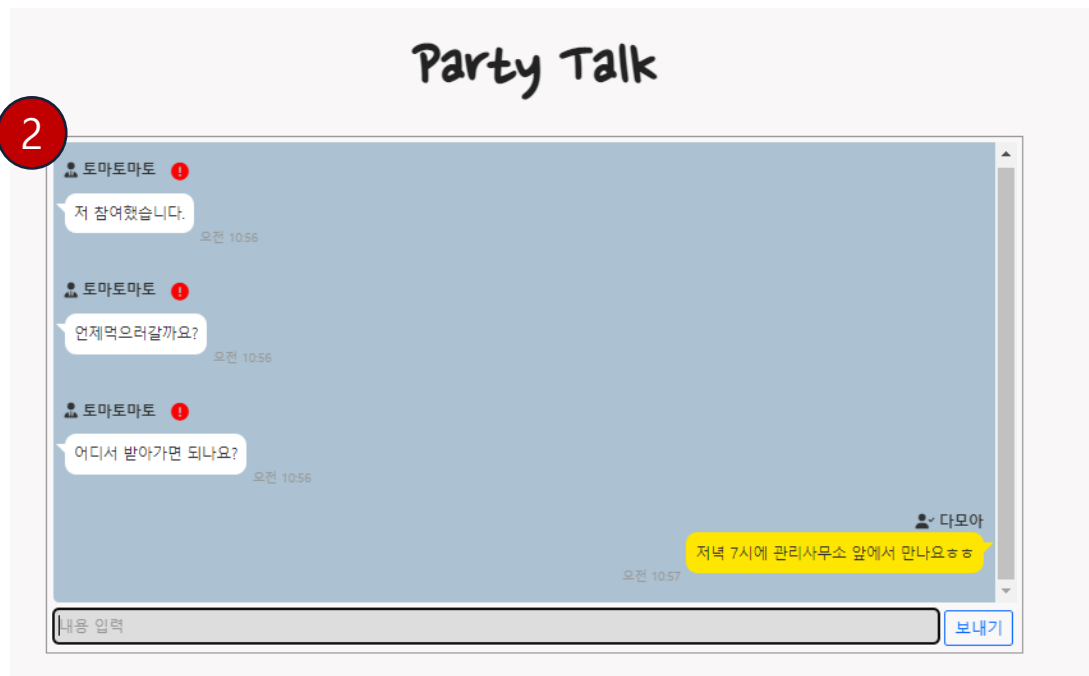 Party Talk
2
토마토마토
저 참여했습니다.
오전 10:56
토마토마토
언제먹으러갈까요?
오전 10:56
토마토마토
어디서 받아가면 되나요?
오전 10:56
다모아
저녁 7시에 관리사무소 앞에서 만나요ㅎㅎ
오전 10:57
내용 입력
보내기